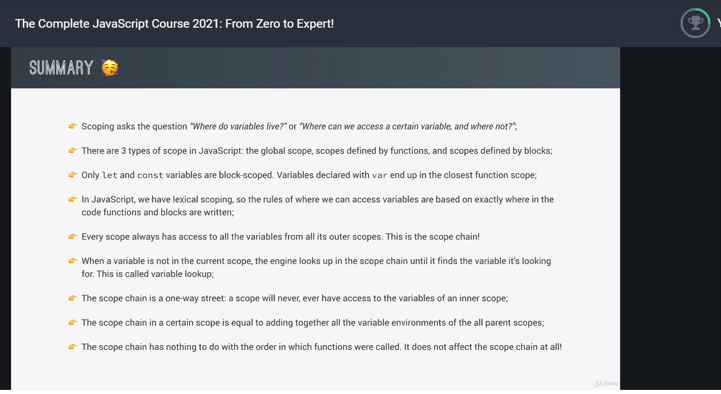 The Complete JavaScript Course 2021: From Zero to Expert!
SUMMARY
Scoping asks the question "Where do variables live?" or "Where can we access a certain variable, and where not?";
There are 3 types of scope in JavaScript: the global scope, scopes defined by functions, and scopes defined by blocks;
Only let and const variables are block-scoped. Variables declared with var end up in the closest function scope;
In JavaScript, we have lexical scoping, so the rules of where we can access variables are based on exactly where in the
code functions and blocks are written;
Every scope always has access to all the variables from all its outer scopes. This is the scope chain!
When a variable is not in the current scope, the engine looks up in the scope chain until it finds the variable it's looking
for. This is called variable lookup;
The scope chain is a one-way street: a scope will never, ever have access to the variables of an inner scope;
The scope chain in a certain scope is equal to adding together all the variable environments of the all parent scopes;
The scope chain has nothing to do with the order in which functions were called. It does not affect the scope chain at all!